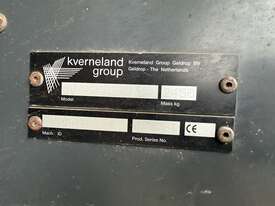 kverneland
group
Kverneland Group Geldrop BV
Geldrop - The Netherlands
Model
Mass kg
Mach. ID
Prod. Series No.
CE